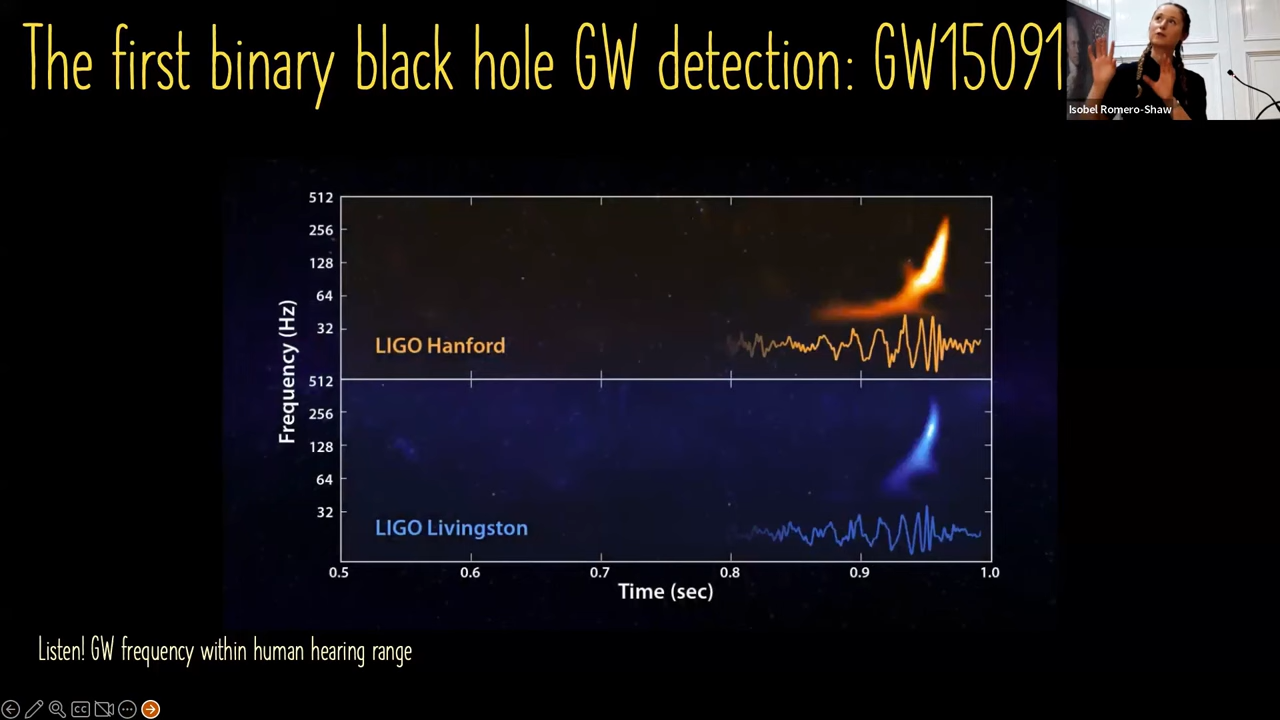 The first binary black hole GW detection: GW15091
Isobel Romero-Shaw
512
256
128
64
32
LIGO Hanford
512
256
128
64
32
LIGO Livingston
Frequency (Hz)
0.5 0.6 0.7 0.8 0.9 1.0
Time (sec)
Listen! GW frequency within human hearing range
CC